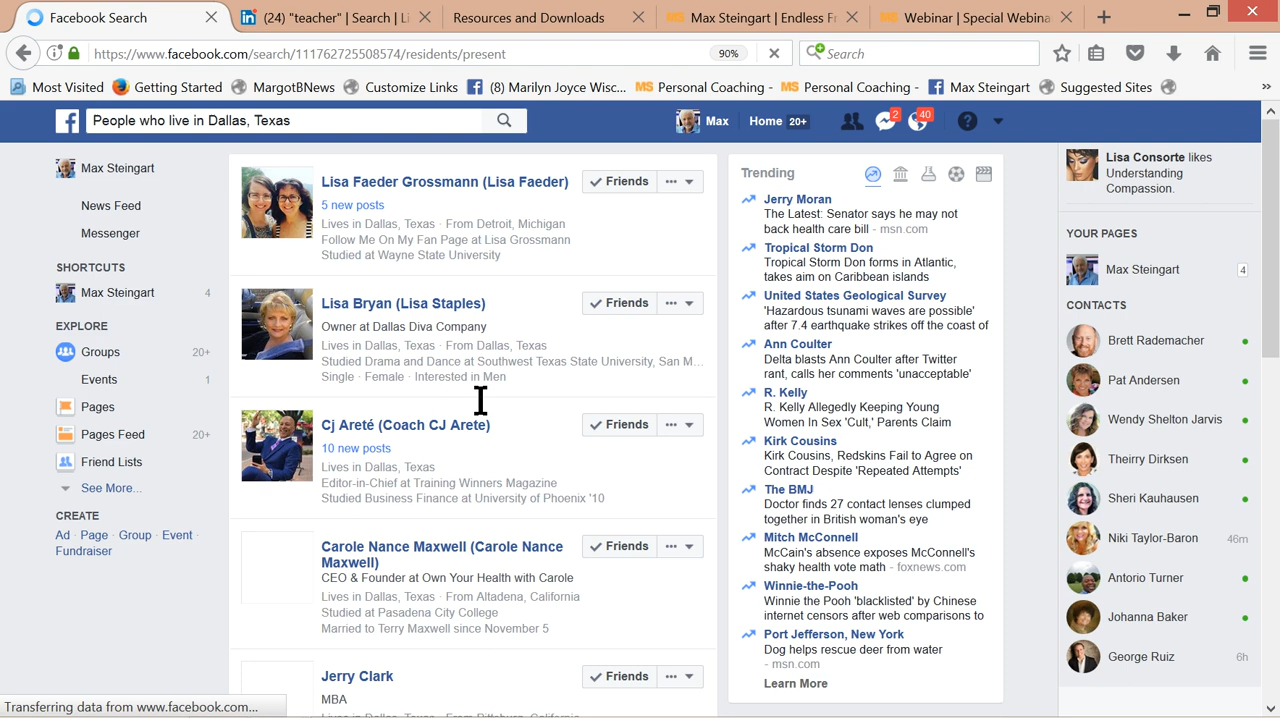 Facebook Search
(24) "teacher" | Search | Li
Resources and Downloads
MS Max Steingart | Endless Fr
MS Webinar | Special Webina
https://www.facebook.com/search/111762725508574/residents/present
90%
Search
Most Visited
Getting Started
MargotBNews
Customize Links
(8) Marilyn Joyce Wisc...
MS Personal Coaching -
MS Personal Coaching -
Max Steingart
Suggested Sites
People who live in Dallas, Texas
Max
Home 20+
2
40
Max Steingart
News Feed
Messenger
SHORTCUTS
Max Steingart 4
EXPLORE
Groups 20+
Events 1
Pages
Pages Feed 20+
Friend Lists
See More...
CREATE
Ad · Page · Group · Event ·
Fundraiser
Lisa Faeder Grossmann (Lisa Faeder)
Friends
5 new posts
Lives in Dallas, Texas · From Detroit, Michigan
Follow Me On My Fan Page at Lisa Grossmann
Studied at Wayne State University
Lisa Bryan (Lisa Staples)
Friends
Owner at Dallas Diva Company
Lives in Dallas, Texas · From Dallas, Texas
Studied Drama and Dance at Southwest Texas State University, San M...
Single · Female · Interested in Men
Cj Areté (Coach CJ Arete)
Friends
10 new posts
Lives in Dallas, Texas
Editor-in-Chief at Training Winners Magazine
Studied Business Finance at University of Phoenix '10
Carole Nance Maxwell (Carole Nance
Maxwell)
Friends
CEO & Founder at Own Your Health with Carole
Lives in Dallas, Texas · From Altadena, California
Studied at Pasadena City College
Married to Terry Maxwell since November 5
Jerry Clark
Friends
MBA
Lives in Dallas, Texas · From Pittsburg, California
Trending
Jerry Moran
The Latest: Senator says he may not
back health care bill - msn.com
Tropical Storm Don
Tropical Storm Don forms in Atlantic,
takes aim on Caribbean islands
United States Geological Survey
'Hazardous tsunami waves are possible'
after 7.4 earthquake strikes off the coast of
Ann Coulter
Delta blasts Ann Coulter after Twitter
rant, calls her comments 'unacceptable'
R. Kelly
R. Kelly Allegedly Keeping Young
Women In Sex 'Cult,' Parents Claim
Kirk Cousins
Kirk Cousins, Redskins Fail to Agree on
Contract Despite 'Repeated Attempts'
The BMJ
Doctor finds 27 contact lenses clumped
together in British woman's eye
Mitch McConnell
McCain's absence exposes McConnell's
shaky health vote math - foxnews.com
Winnie-the-Pooh
Winnie the Pooh 'blacklisted' by Chinese
internet censors after web comparisons to
Port Jefferson, New York
Dog helps rescue deer from water
- msn.com
Learn More
Lisa Consorte likes
Understanding
Compassion.
YOUR PAGES
Max Steingart 4
CONTACTS
Brett Rademacher
Pat Andersen
Wendy Shelton Jarvis
Theirry Dirksen
Sheri Kauhausen
Niki Taylor-Baron 46m
Antorio Turner
Johanna Baker
George Ruiz 6h
Transferring data from www.facebook.com...